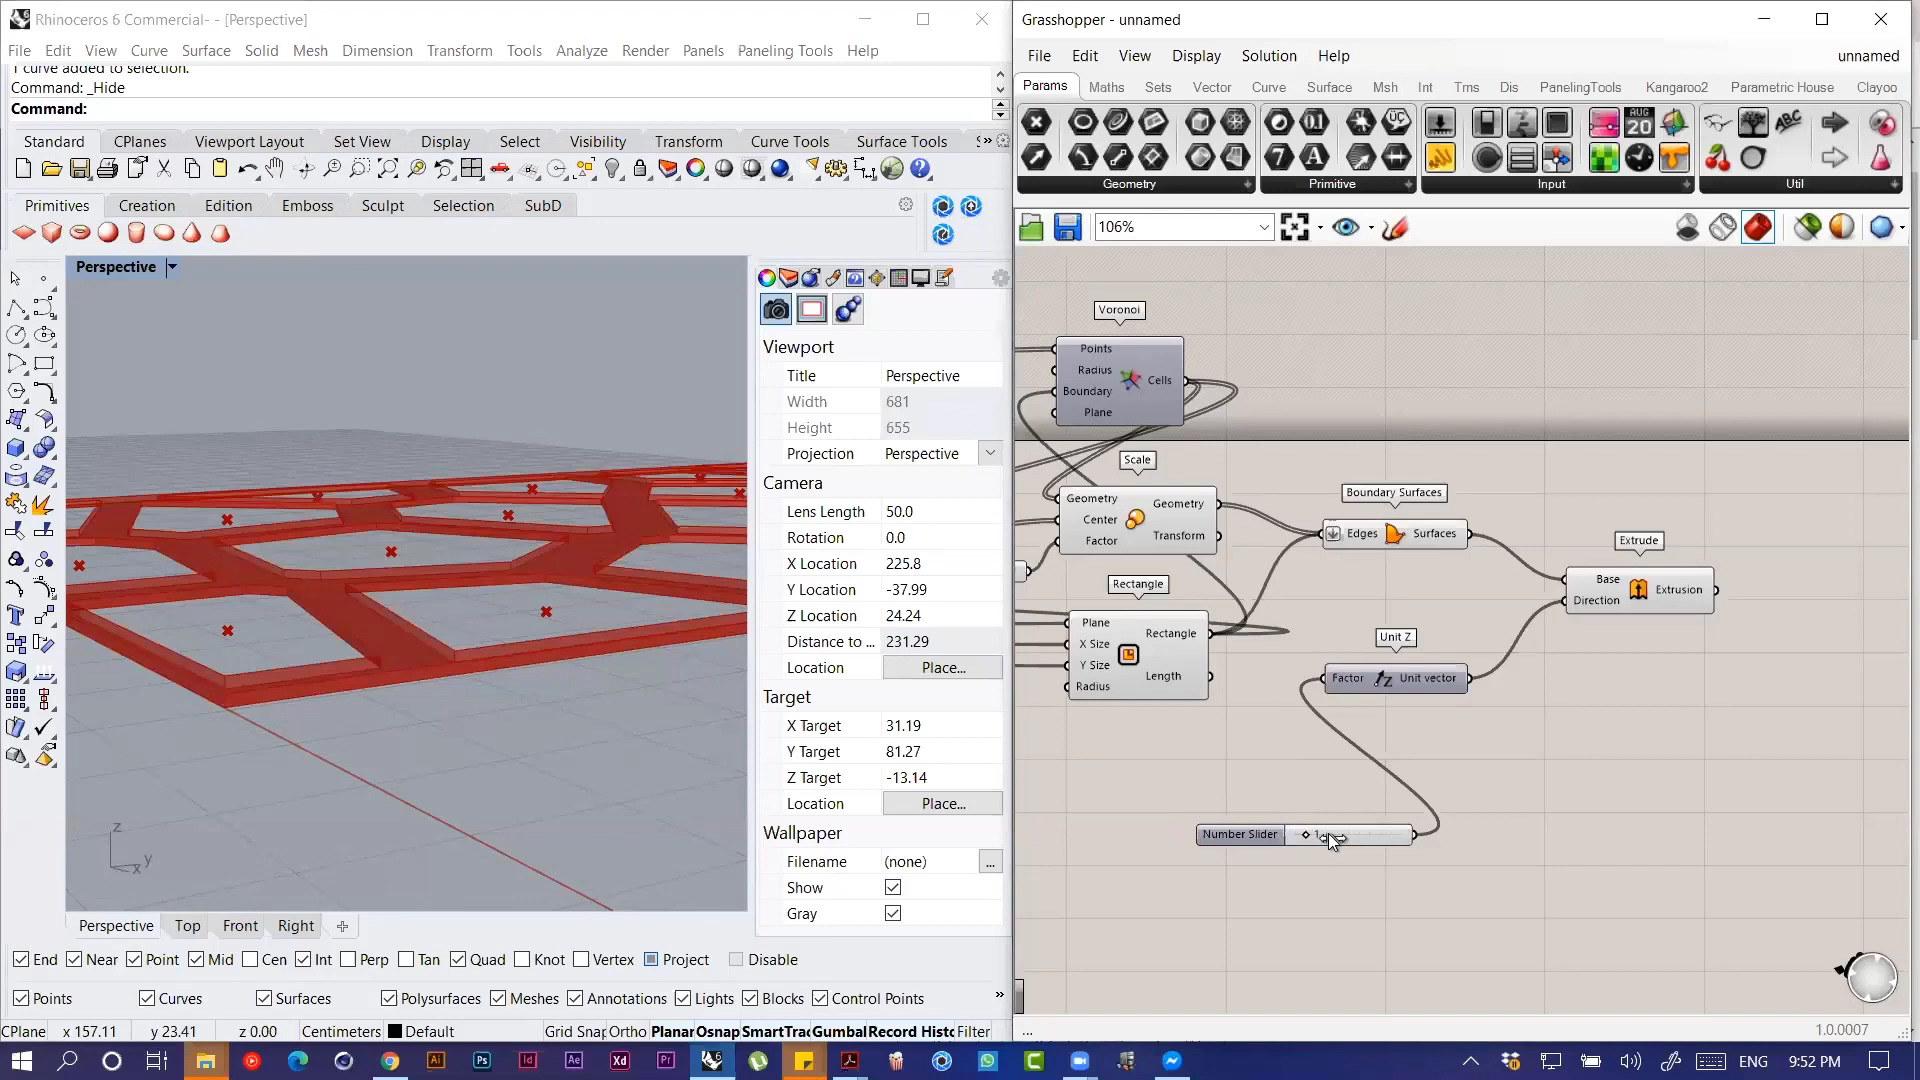 Rhinoceros 6 Commercial- - [Perspective]
File Edit View Curve Surface Solid Mesh Dimension Transform Tools Analyze Render Panels Paneling Tools Help
1 curve added to selection.
Command: _Hide
Command:
Standard CPlanes Viewport Layout Set View Display Select Visibility Transform Curve Tools Surface Tools S »
Primitives Creation Edition Emboss Sculpt Selection SubD
Perspective
z
y
x
Viewport
Title Perspective
Width 681
Height 655
Projection Perspective
Camera
Lens Length 50.0
Rotation 0.0
X Location 225.8
Y Location -37.99
Z Location 24.24
Distance to ... 231.29
Location Place...
Target
X Target 31.19
Y Target 81.27
Z Target -13.14
Location Place...
Wallpaper
Filename (none) ...
Show
Gray
Perspective Top Front Right
End Near Point Mid Cen Int Perp Tan Quad Knot Vertex Project Disable
Points Curves Surfaces Polysurfaces Meshes Annotations Lights Blocks Control Points »
CPlane x 157.11 y 23.41 z 0.00 Centimeters Default Grid Snap Ortho Planar Osnap SmartTrac Gumbal Record Histo Filter
Grasshopper - unnamed
File Edit View Display Solution Help unnamed
Params Maths Sets Vector Curve Surface Msh Int Trns Dis PanelingTools Kangaroo2 Parametric House Clayoo
Geometry Primitive Input Util
106%
Voronoi
Points
Radius
Boundary
Plane
Cells
Scale
Geometry
Center
Factor
Geometry
Transform
Rectangle
Plane
X Size
Y Size
Radius
Rectangle
Length
Boundary Surfaces
Edges Surfaces
Extrude
Base
Direction
Extrusion
Unit Z
Factor Unit vector
Number Slider 1
... 1.0.0007
ENG 9:52 PM